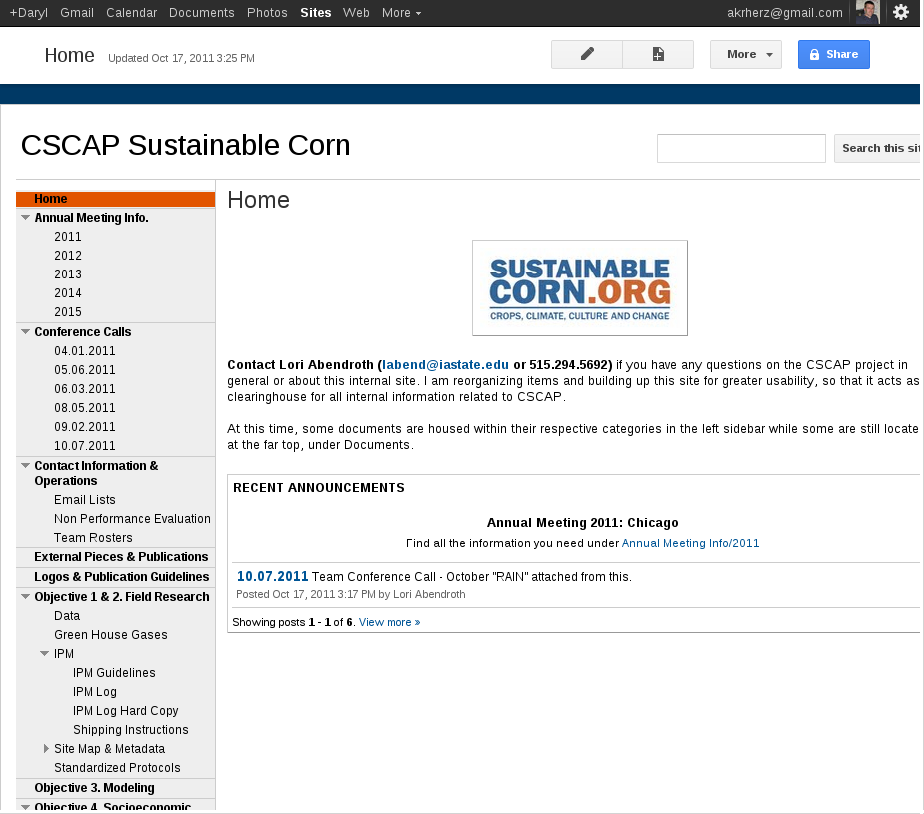 +Daryl Gmail Calendar Documents Photos Sites Web More akrherz@gmail.com
Home Updated Oct 17, 2011 3:25 PM More Share
CSCAP Sustainable Corn
Search this sit
Home
Annual Meeting Info.
2011
2012
2013
2014
2015
Conference Calls
04.01.2011
05.06.2011
06.03.2011
08.05.2011
09.02.2011
10.07.2011
Contact Information &
Operations
Email Lists
Non Performance Evaluation
Team Rosters
External Pieces & Publications
Logos & Publication Guidelines
Objective 1 & 2. Field Research
Data
Green House Gases
IPM
IPM Guidelines
IPM Log
IPM Log Hard Copy
Shipping Instructions
Site Map & Metadata
Standardized Protocols
Objective 3. Modeling
Objective 4. Socioeconomic
Home
SUSTAINABLE
CORN.ORG
CROPS, CLIMATE, CULTURE AND CHANGE
Contact Lori Abendroth (labend@iastate.edu or 515.294.5692) if you have any questions on the CSCAP project in
general or about this internal site. I am reorganizing items and building up this site for greater usability, so that it acts as
clearinghouse for all internal information related to CSCAP.
At this time, some documents are housed within their respective categories in the left sidebar while some are still locate
at the far top, under Documents.
RECENT ANNOUNCEMENTS
Annual Meeting 2011: Chicago
Find all the information you need under Annual Meeting Info/2011
10.07.2011 Team Conference Call - October "RAIN" attached from this.
Posted Oct 17, 2011 3:17 PM by Lori Abendroth
Showing posts 1 - 1 of 6. View more »